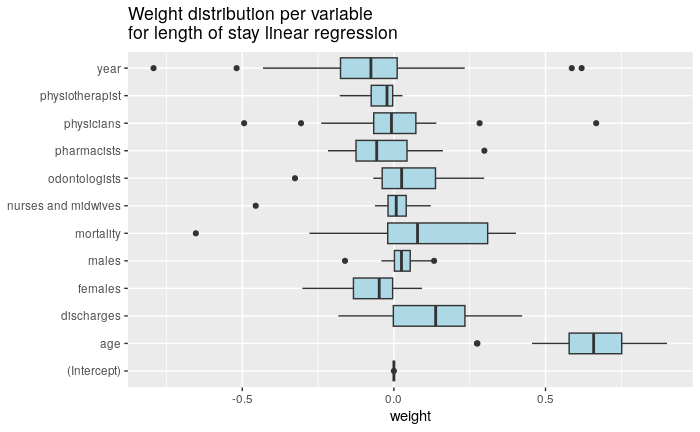 Weight distribution per variable
for length of stay linear regression
year
physiotherapist
physicians
pharmacists
odontologists
nurses and midwives
mortality
males
females
discharges
age
(Intercept)
-0.5 0.0 0.5
weight